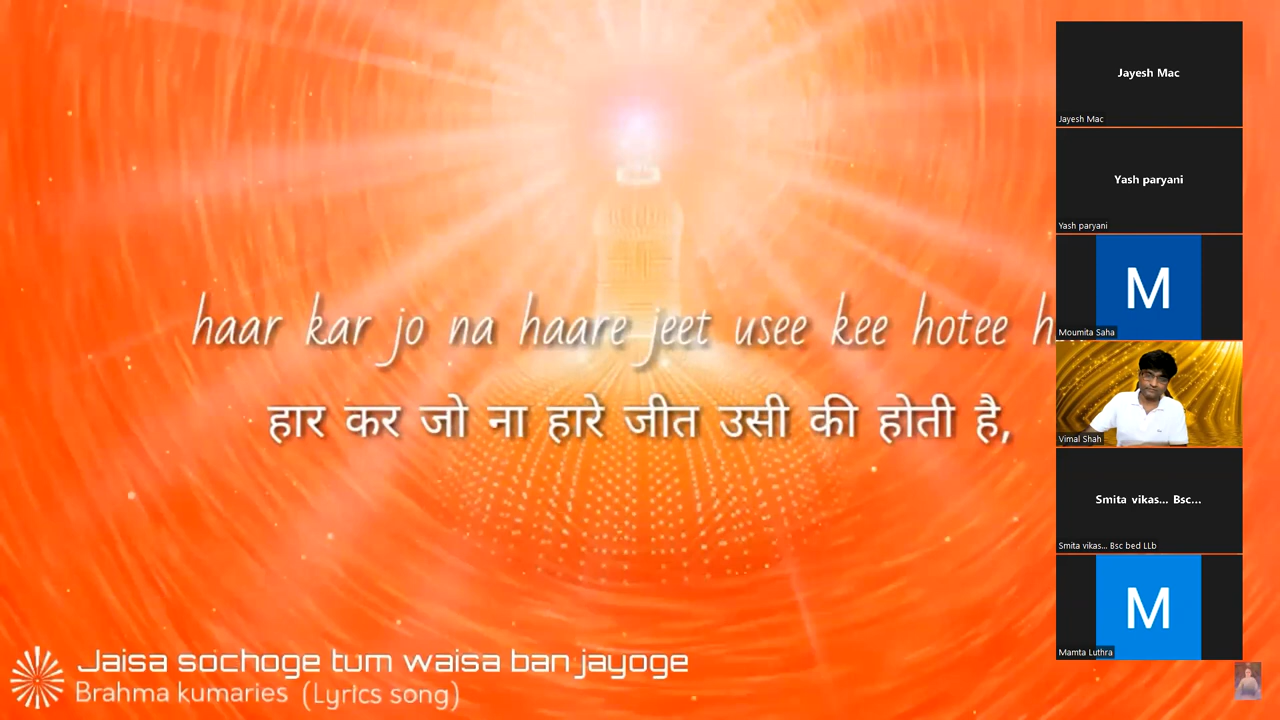 haar kar jo na haare jeet usee kee hotee h
हार कर जो ना हारे जीत उसी की होती है,
Jaisa sochoge tum waisa ban jayoge
Brahma kumaries (Lyrics song)
Jayesh Mac
Jayesh Mac
Yash paryani
Yash paryani
M
Moumita Saha
Vimal Shah
Smita vikas... Bsc...
Smita vikas... Bsc bed LLb
M
Mamta Luthra